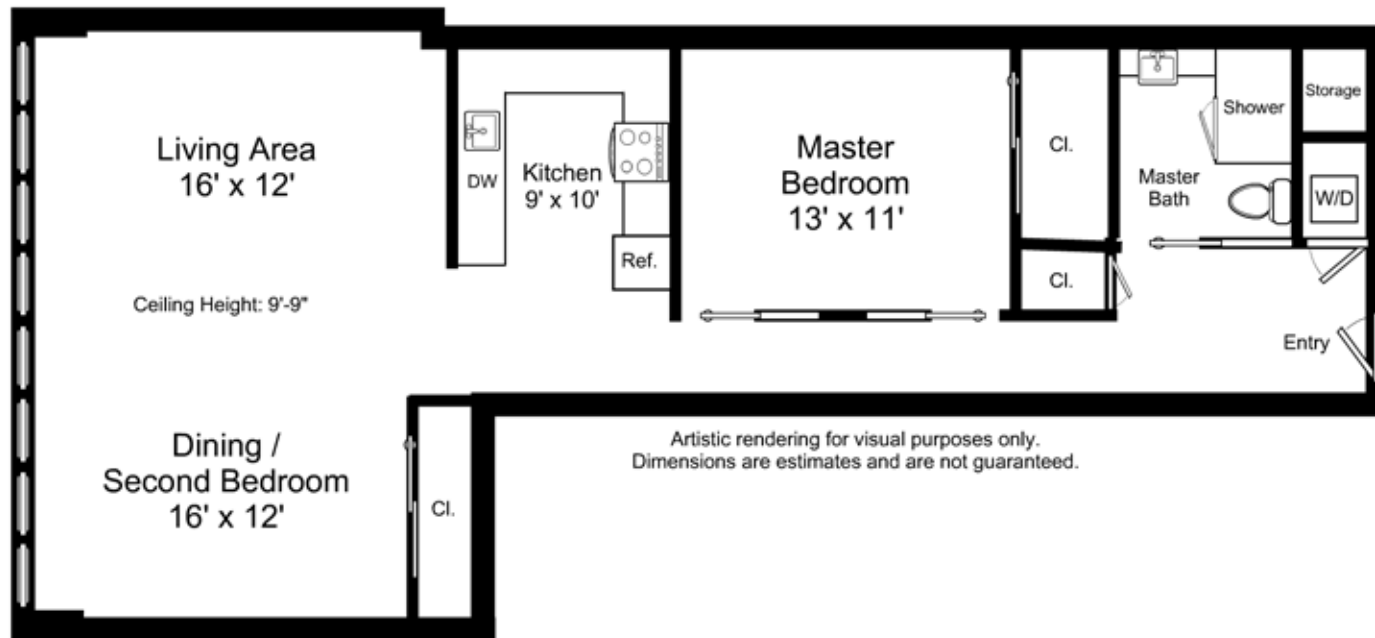 Living Area
16' x 12'
Ceiling Height: 9'-9"
Dining /
Second Bedroom
16' x 12'
Cl.
DW
Kitchen
9' x 10'
Ref.
Master
Bedroom
13' x 11'
Cl.
Cl.
Master
Bath
Shower
Storage
W/D
Entry
Artistic rendering for visual purposes only.
Dimensions are estimates and are not guaranteed.